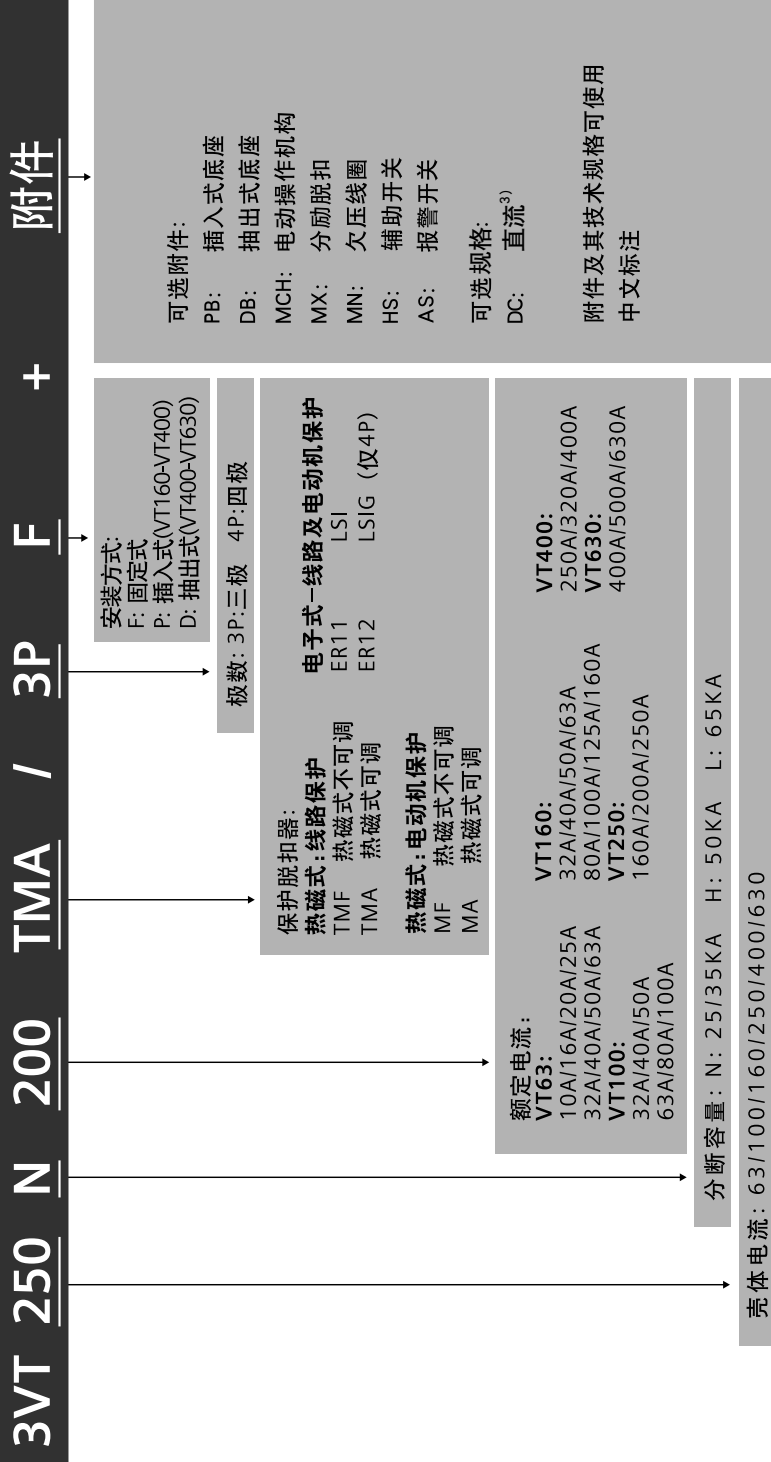 3VT 250 N 200 TMA / 3P F + 附件
安装方式:
F: 固定式
P: 插入式(VT160-VT400)
D: 抽出式(VT400-VT630)
极数: 3P:三极 4P:四极
保护脱扣器:
热磁式:线路保护
TMF 热磁式不可调
TMA 热磁式可调
热磁式:电动机保护
MF 热磁式不可调
MA 热磁式可调
电子式—线路及电动机保护
ER11 LSI
ER12 LSIG (仅4P)
额定电流:
VT63:
10A/16A/20A/25A
32A/40A/50A/63A
VT100:
32A/40A/50A
63A/80A/100A
VT160:
32A/40A/50A/63A
80A/100A/125A/160A
VT250:
160A/200A/250A
VT400:
250A/320A/400A
VT630:
400A/500A/630A
分断容量: N: 25/35KA H: 50KA L: 65KA
壳体电流: 63/100/160/250/400/630
可选附件:
PB: 插入式底座
DB: 抽出式底座
MCH: 电动操作机构
MX: 分励脱扣
MN: 欠压线圈
HS: 辅助开关
AS: 报警开关
可选规格:
DC: 直流3)
附件及其技术规格可使用
中文标注